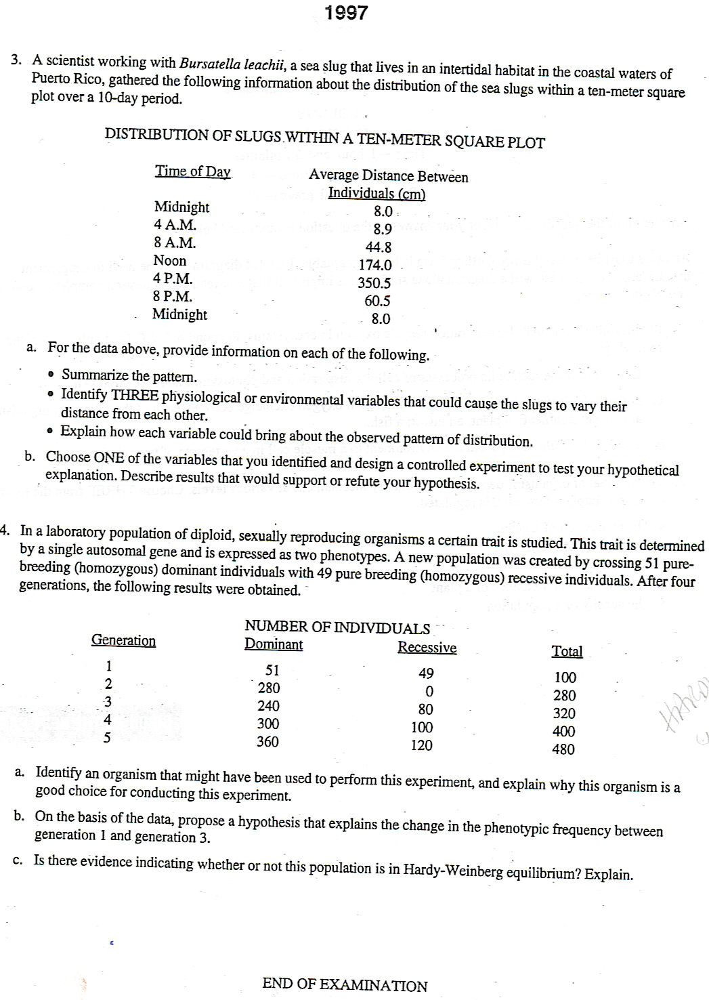 1997
3. A scientist working with Bursatella leachii, a sea slug that lives in an intertidal habitat in the coastal waters of
Puerto Rico, gathered the following information about the distribution of the sea slugs within a ten-meter square
plot over a 10-day period.
DISTRIBUTION OF SLUGS WITHIN A TEN-METER SQUARE PLOT
Time of Day Average Distance Between
Individuals (cm)
Midnight 8.0
4 A.M. 8.9
8 A.M. 44.8
Noon 174.0
4 P.M. 350.5
8 P.M. 60.5
Midnight 8.0
a. For the data above, provide information on each of the following.
• Summarize the pattern.
• Identify THREE physiological or environmental variables that could cause the slugs to vary their
distance from each other.
• Explain how each variable could bring about the observed pattern of distribution.
b. Choose ONE of the variables that you identified and design a controlled experiment to test your hypothetical
explanation. Describe results that would support or refute your hypothesis.
4. In a laboratory population of diploid, sexually reproducing organisms a certain trait is studied. This trait is determined
by a single autosomal gene and is expressed as two phenotypes. A new population was created by crossing 51 pure-
breeding (homozygous) dominant individuals with 49 pure breeding (homozygous) recessive individuals. After four
generations, the following results were obtained.
NUMBER OF INDIVIDUALS
Generation Dominant Recessive Total
1 51 49 100
2 280 0 280
3 240 80 320
4 300 100 400
5 360 120 480
a. Identify an organism that might have been used to perform this experiment, and explain why this organism is a
good choice for conducting this experiment.
b. On the basis of the data, propose a hypothesis that explains the change in the phenotypic frequency between
generation 1 and generation 3.
c. Is there evidence indicating whether or not this population is in Hardy-Weinberg equilibrium? Explain.
END OF EXAMINATION